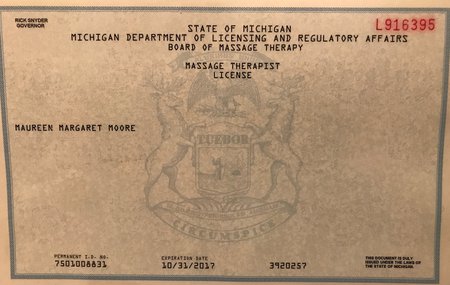 RICK SNYDER
GOVERNOR
L916395
STATE OF MICHIGAN
MICHIGAN DEPARTMENT OF LICENSING AND REGULATORY AFFAIRS
BOARD OF MASSAGE THERAPY
MASSAGE THERAPIST
LICENSE
MAUREEN MARGARET MOORE
TUEBOR
CIRCUMSPICE
PERMANENT I.D. NO.
7501008831
EXPIRATION DATE
10/31/2017
3920257
THIS DOCUMENT IS DULY
ISSUED UNDER THE LAWS OF
THE STATE OF MICHIGAN